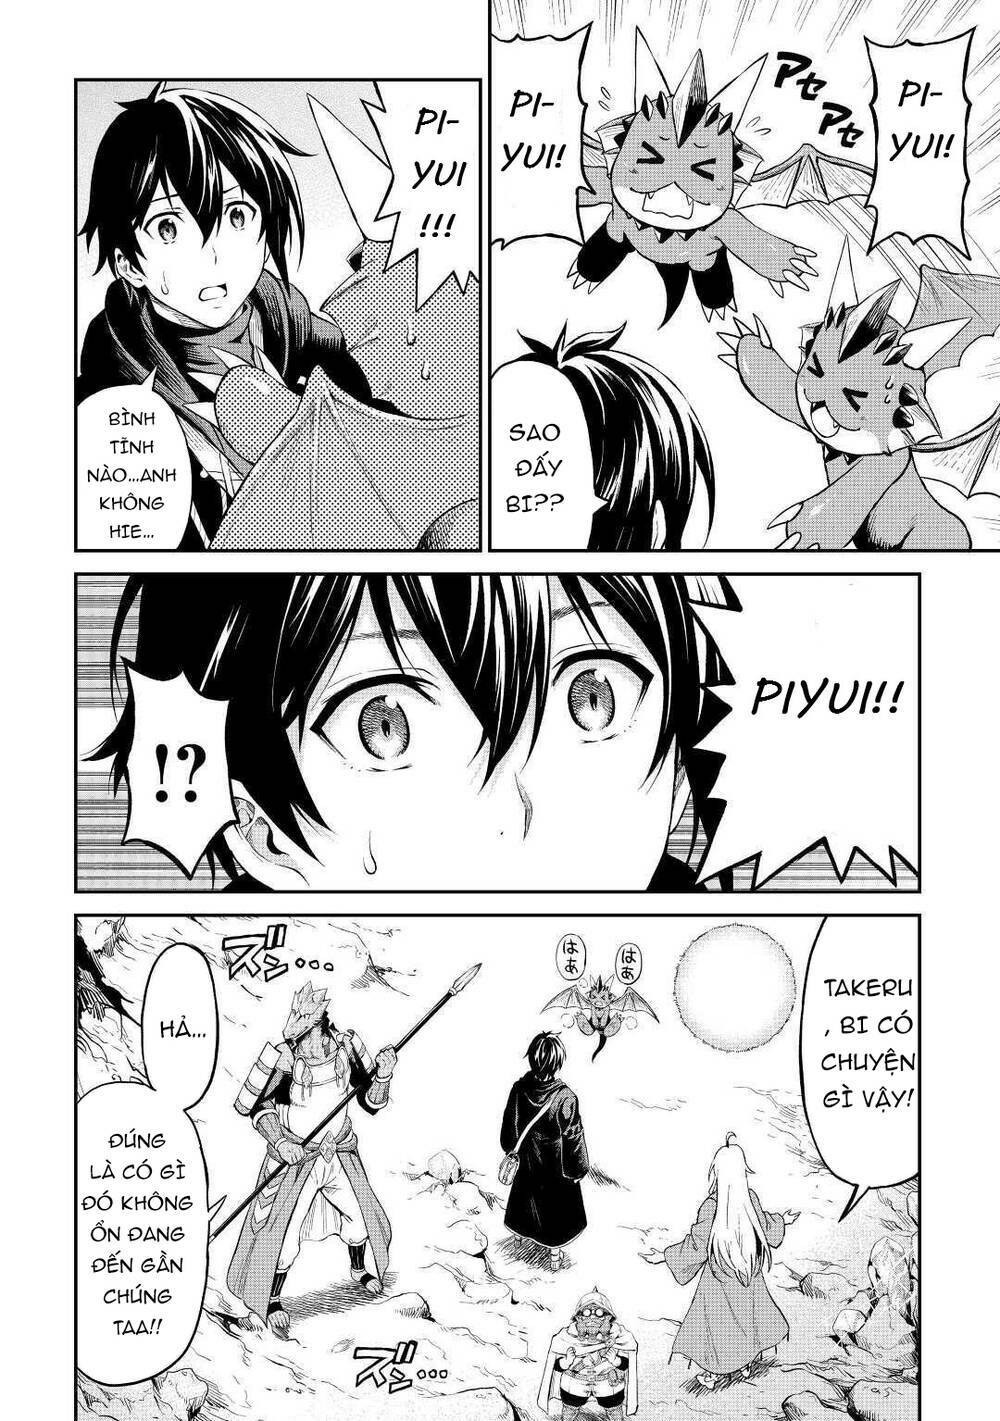 PI-
YUI!
アセ
アセ
PI-
YUI!
SAO
ĐẤY
BI??
PI-
YUI
!!!
BÌNH
TĨNH
NÀO...ANH
KHÔNG
HIE...
PIYUI!!
!?
TAKERU
, BI CÓ
CHUYỆN
GÌ VẬY!
はぁ
はぁ
ズン...
HẢ...
ĐÚNG
LÀ CÓ GÌ
ĐÓ KHÔNG
ỔN ĐANG
ĐẾN GẦN
CHÚNG
TAA!!
ズズ...